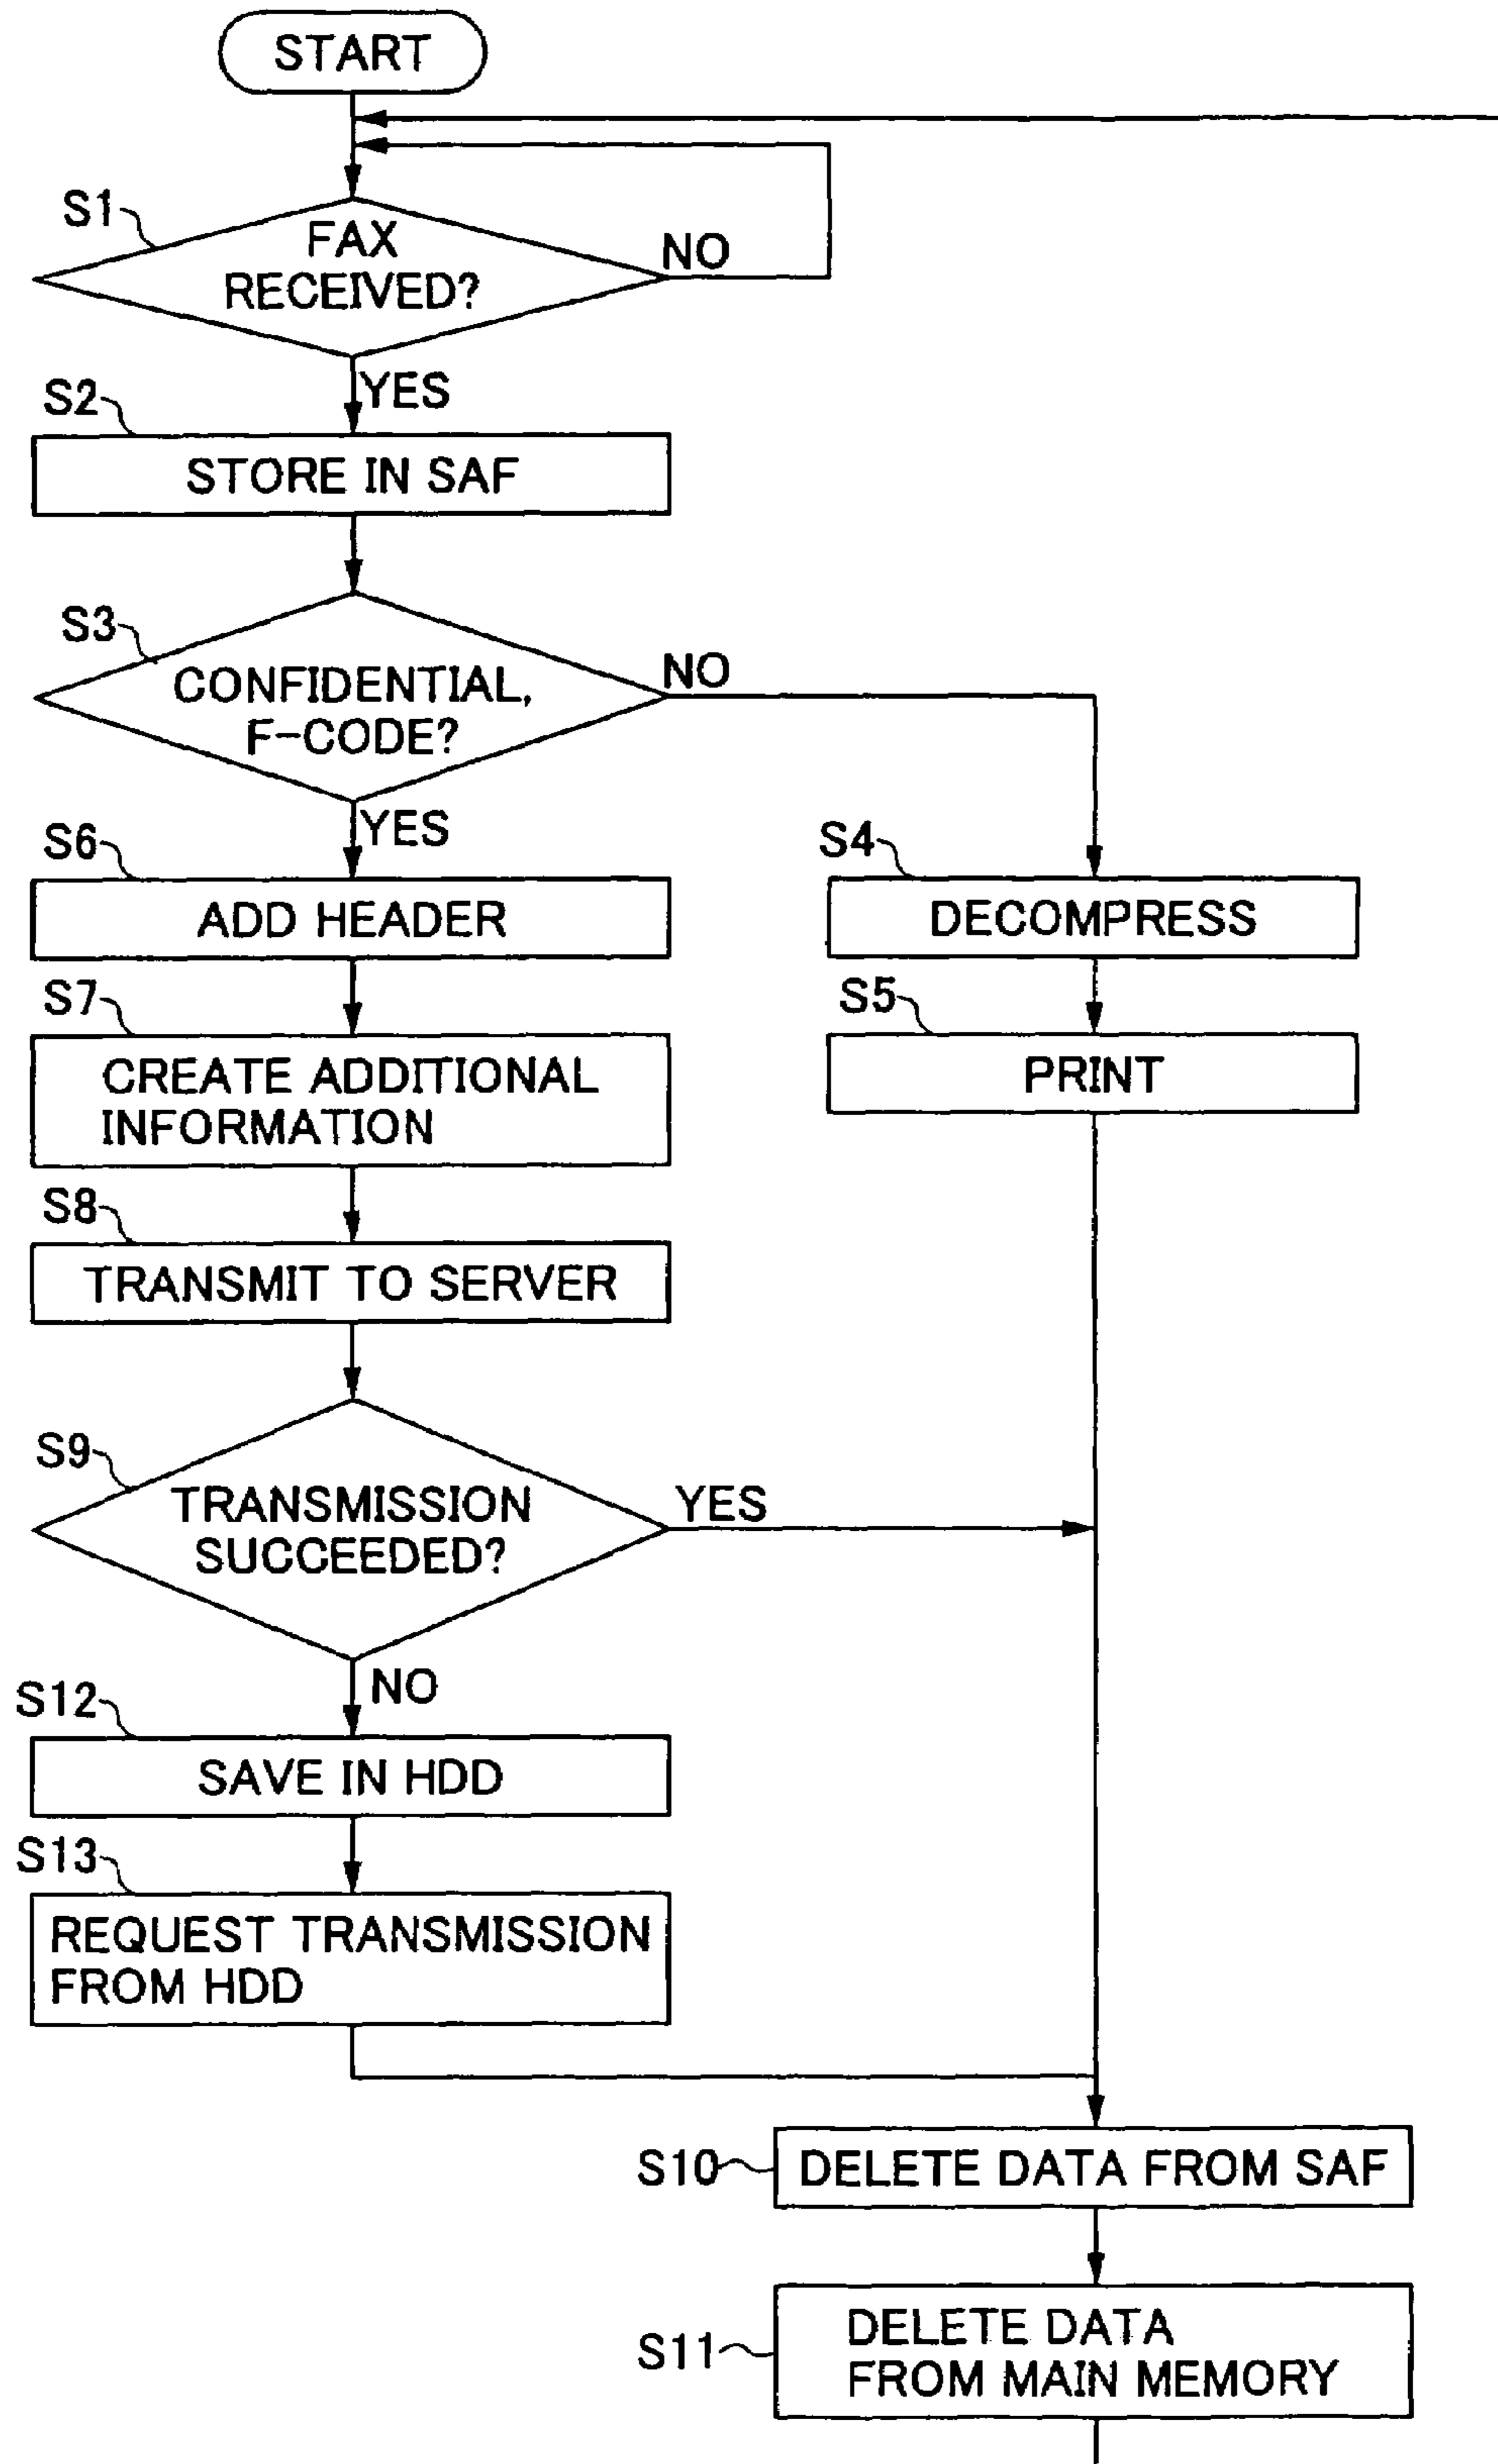 START
S1
FAX
RECEIVED?
NO
YES
S2
STORE IN SAF
S3
CONFIDENTIAL,
F-CODE?
NO
YES
S6
ADD HEADER
S4
DECOMPRESS
S7
CREATE ADDITIONAL
INFORMATION
S5
PRINT
S8
TRANSMIT TO SERVER
S9
TRANSMISSION
SUCCEEDED?
YES
NO
S12
SAVE IN HDD
S13
REQUEST TRANSMISSION
FROM HDD
S10
DELETE DATA FROM SAF
S11
DELETE DATA
FROM MAIN MEMORY